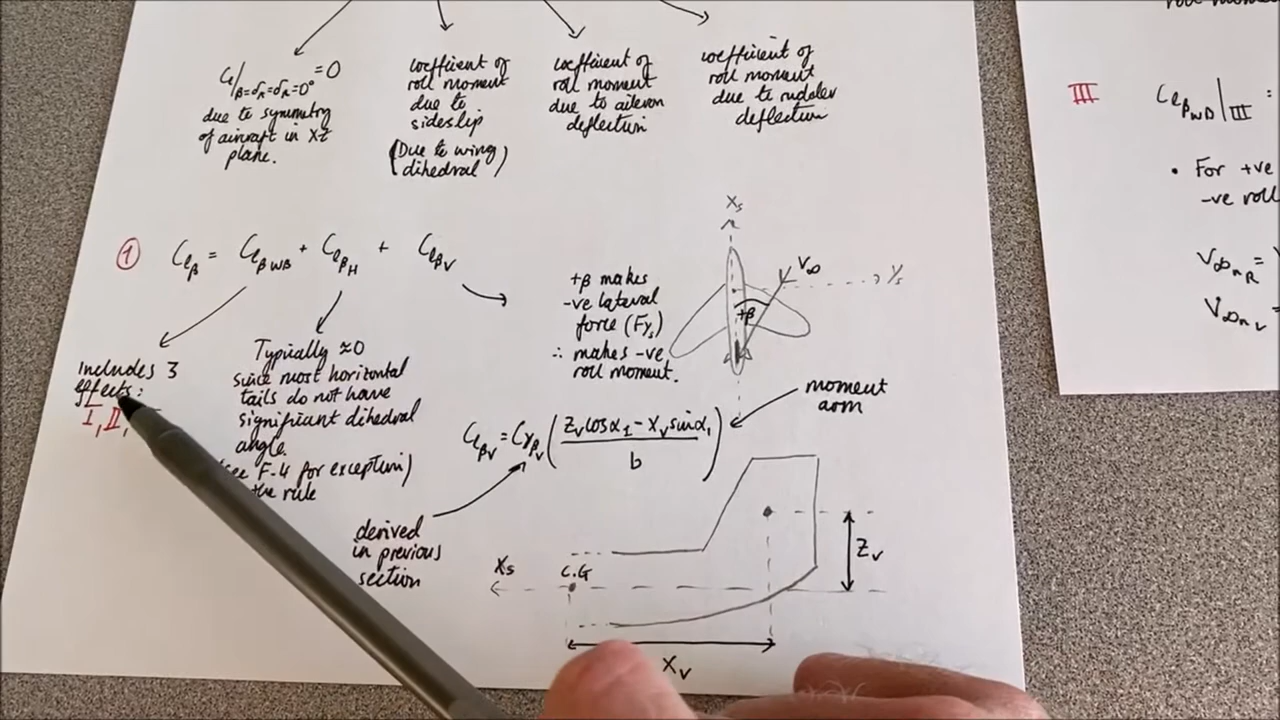 Cℓ|β=δA=δR=0° = 0
due to symmetry
of aircraft in XZ
plane.
coefficient of
roll moment
due to
sideslip
(Due to wing
dihedral)
coefficient of
roll moment
due to aileron
deflection
coefficient of
roll moment
due to rudder
deflection
① Cℓβ = CℓβWB + CℓβH + CℓβV
Includes 3
effects:
I, II,
Typically ≈0
since most horizontal
tails do not have
significant dihedral
angle.
see F-4 for exception)
the rule
+β makes
-ve lateral
force (Fys)
∴ makes -ve
roll moment.
Xs
V∞
Ys
+β
moment
arm
CℓβV = CYβV (ZV cosα1 - XV sinα1 / b)
derived
in previous
section
Xs
C.G
ZV
XV
III
CℓβWB|III =
• For +ve
-ve roll
V∞nR =
V∞nV =